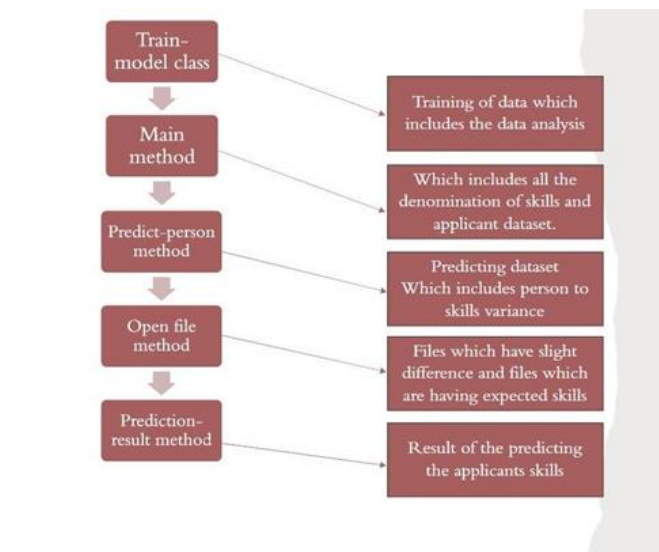 Train-
model class
Training of data which
includes the data analysis
Main
method
Which includes all the
denomination of skills and
applicant dataset.
Predict-person
method
Predicting dataset
Which includes person to
skills variance
Open file
method
Files which have slight
difference and files which
are having expected skills
Prediction-
result method
Result of the predicting
the applicants skills